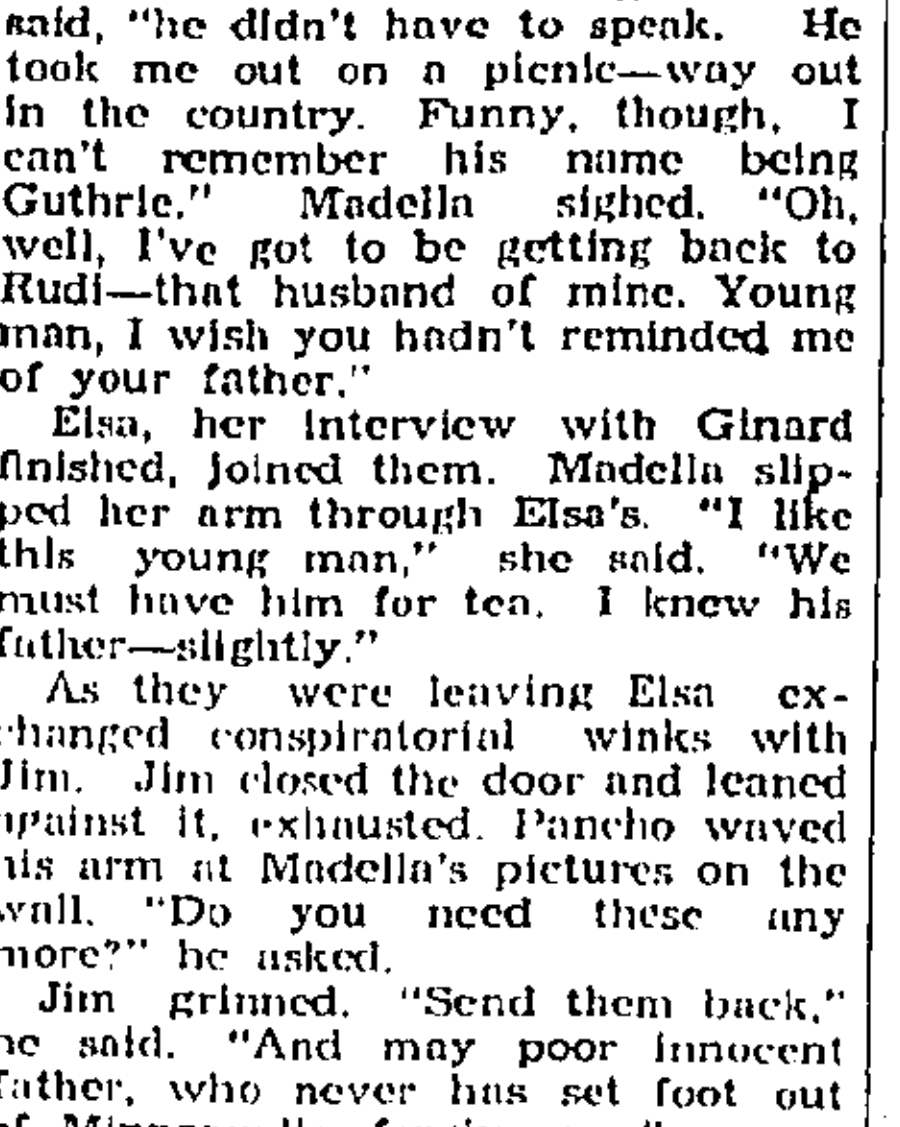 said, "he didn't have to speak. He
took me out on a picnic—way out
in the country. Funny, though, I
can't remember his name being
Guthrie." Madella sighed. "Oh,
well, I've got to be getting back to
Rudi—that husband of mine. Young
man, I wish you hadn't reminded me
of your father."
Elsa, her interview with Ginard
finished, joined them. Madella slip-
ped her arm through Elsa's. "I like
this young man," she said. "We
must have him for tea. I knew his
father—slightly."
As they were leaving Elsa ex-
changed conspiratorial winks with
Jim. Jim closed the door and leaned
against it, exhausted. Pancho waved
his arm at Madella's pictures on the
wall. "Do you need these any
more?" he asked.
Jim grinned. "Send them back,"
he said. "And may poor innocent
father, who never has set foot out
of